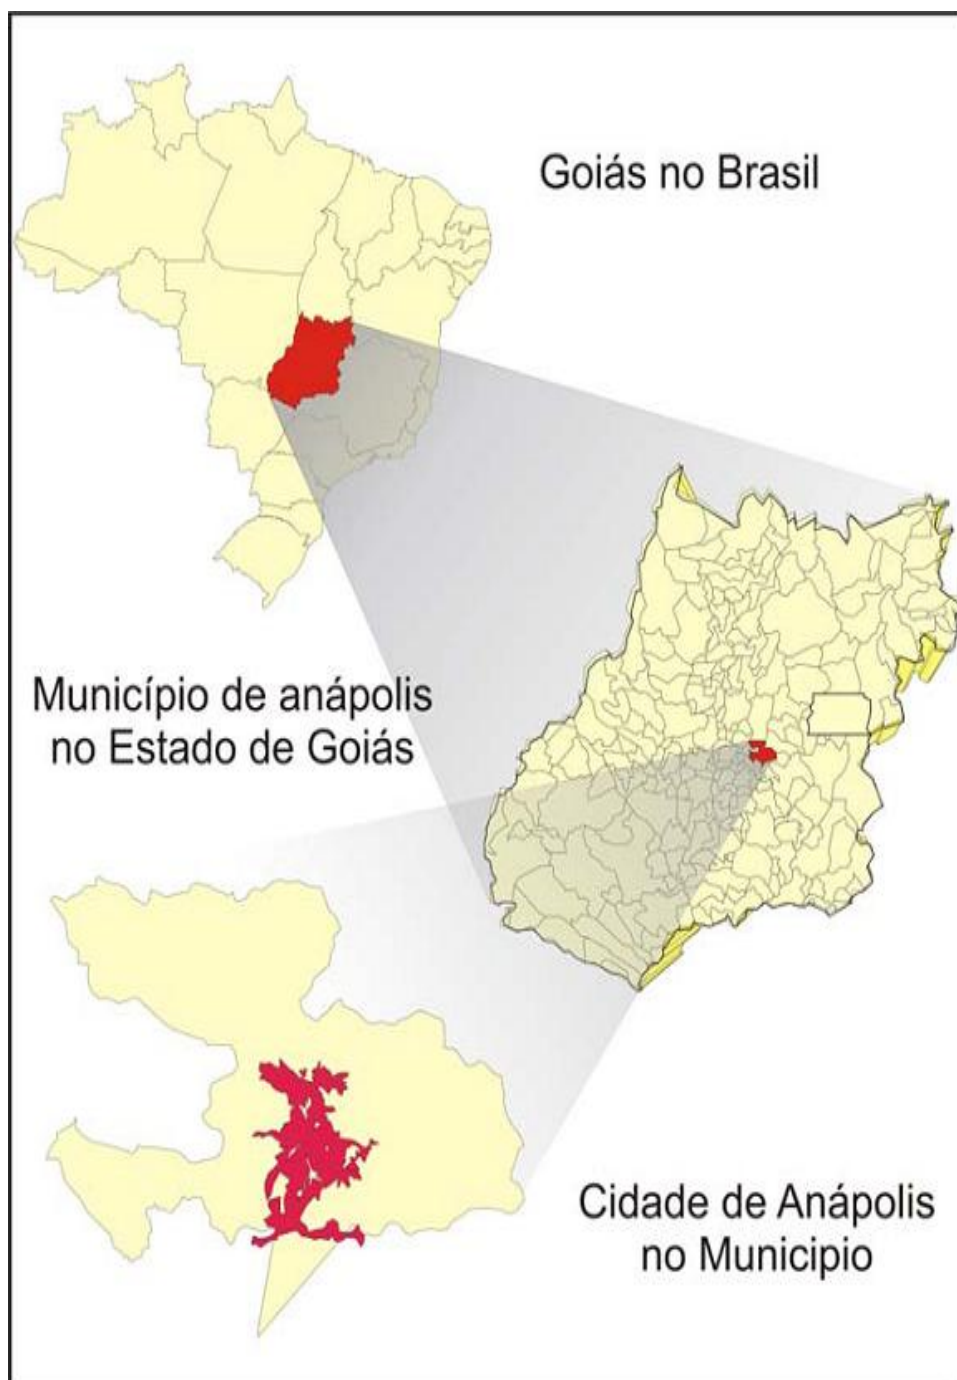 Goiás no Brasil
Município de anápolis
no Estado de Goiás
Cidade de Anápolis
no Municipio